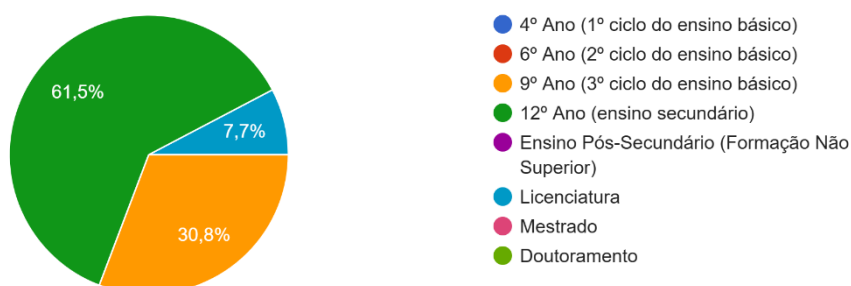 61,5%
7,7%
30,8%
4º Ano (1º ciclo do ensino básico)
6º Ano (2º ciclo do ensino básico)
9º Ano (3º ciclo do ensino básico)
12º Ano (ensino secundário)
Ensino Pós-Secundário (Formação Não
Superior)
Licenciatura
Mestrado
Doutoramento